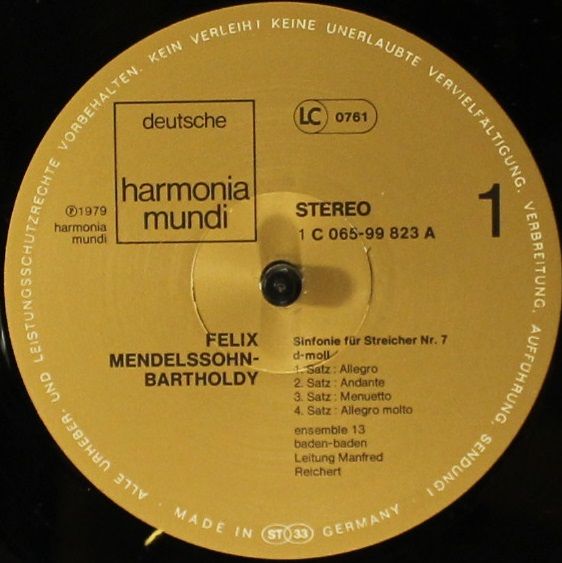 · ALLE URHEBER- UND LEISTUNGSSCHUTZRECHTE VORBEHALTEN. KEIN VERLEIH! KEINE UNERLAUBTE VERVIELFÄLTIGUNG, VERBREITUNG, AUFFÜHRUNG, SENDUNG! ·
deutsche
harmonia
mundi
LC 0761
℗1979
harmonia
mundi
STEREO
1 C 065-99 823 A
1
FELIX
MENDELSSOHN-
BARTHOLDY
Sinfonie für Streicher Nr. 7
d-moll
1. Satz: Allegro
2. Satz: Andante
3. Satz: Menuetto
4. Satz: Allegro molto
ensemble 13
baden-baden
Leitung Manfred
Reichert
MADE IN ST 33 GERMANY